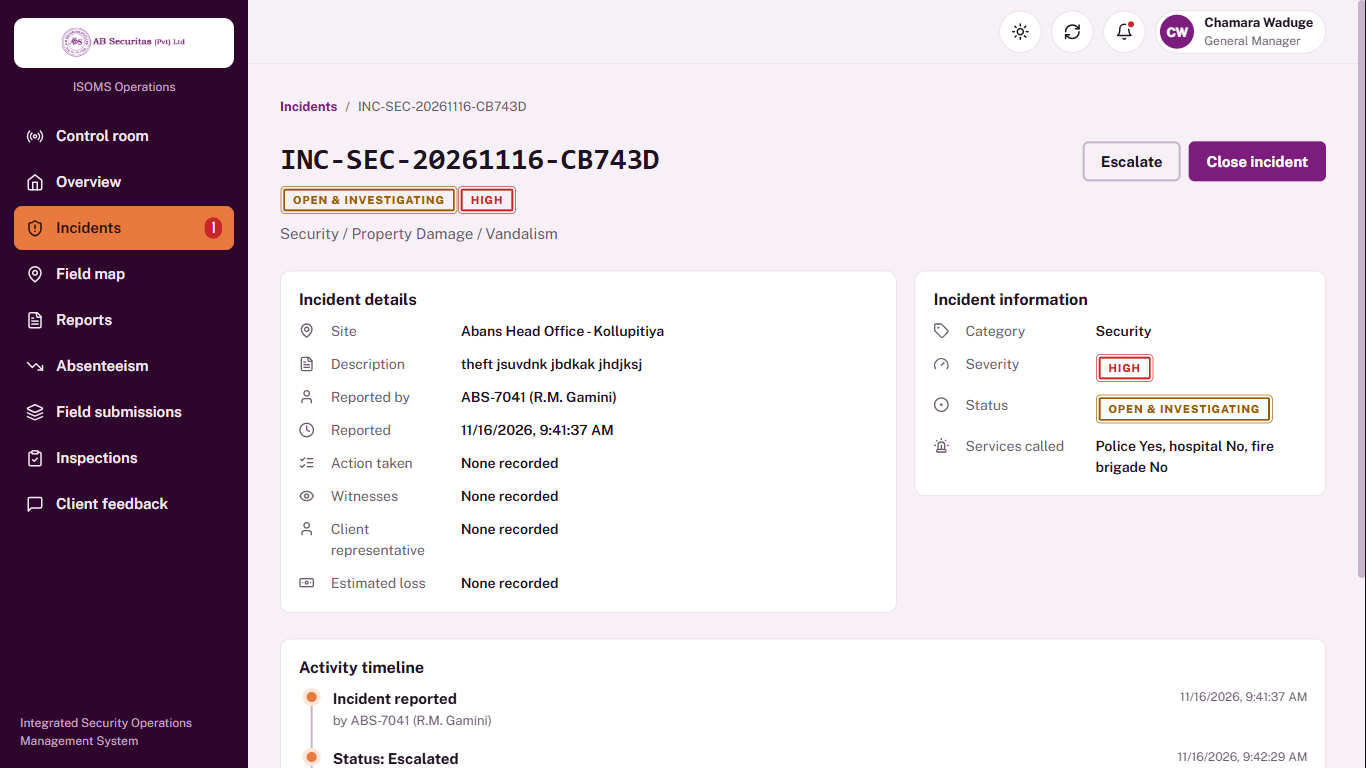 AB Securitas (Pvt) Ltd
ISOMS Operations
Control room
Overview
Incidents 1
Field map
Reports
Absenteeism
Field submissions
Inspections
Client feedback
Integrated Security Operations
Management System
CW
Chamara Waduge
General Manager
Incidents / INC-SEC-20261116-CB743D
INC-SEC-20261116-CB743D
Escalate
Close incident
OPEN & INVESTIGATING
HIGH
Security / Property Damage / Vandalism
Incident details
Site Abans Head Office - Kollupitiya
Description theft jsuvdnk jbdkak jhdjksj
Reported by ABS-7041 (R.M. Gamini)
Reported 11/16/2026, 9:41:37 AM
Action taken None recorded
Witnesses None recorded
Client None recorded
representative
Estimated loss None recorded
Incident information
Category Security
Severity HIGH
Status OPEN & INVESTIGATING
Services called Police Yes, hospital No, fire
brigade No
Activity timeline
Incident reported 11/16/2026, 9:41:37 AM
by ABS-7041 (R.M. Gamini)
Status: Escalated 11/16/2026, 9:42:29 AM